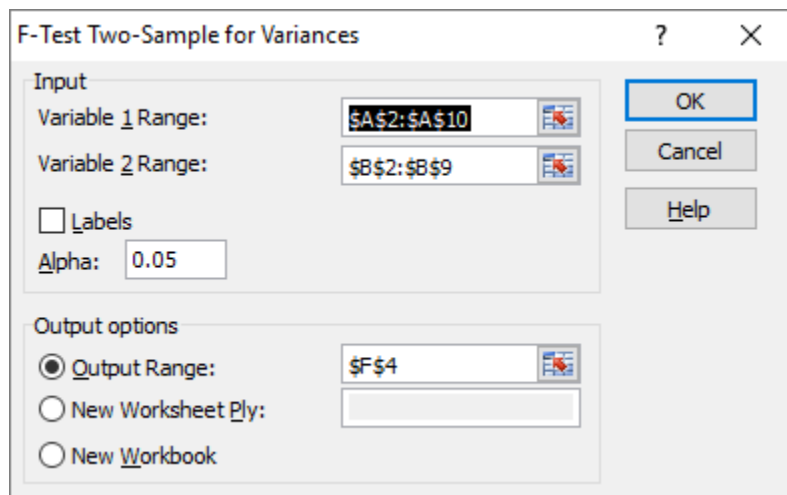 F-Test Two-Sample for Variances ? X
Input
Variable 1 Range: $A$2:$A$10
Variable 2 Range: $B$2:$B$9
Labels
Alpha: 0.05
OK
Cancel
Help
Output options
Output Range: $F$4
New Worksheet Ply:
New Workbook